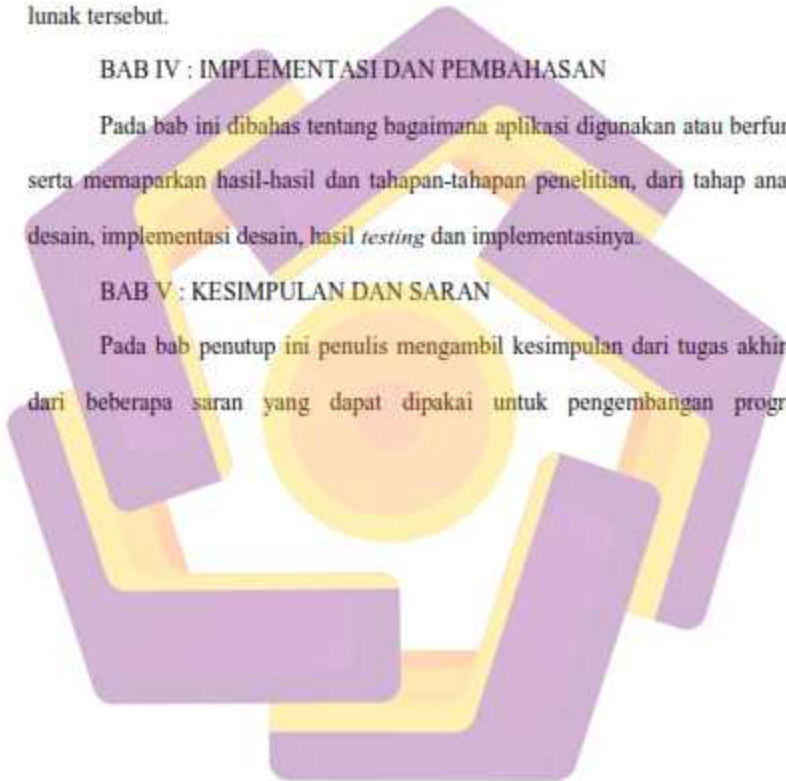 lunak tersebut.
BAB IV : IMPLEMENTASI DAN PEMBAHASAN
Pada bab ini dibahas tentang bagaimana aplikasi digunakan atau berfun
serta memaparkan hasil-hasil dan tahapan-tahapan penelitian, dari tahap ana
desain, implementasi desain, hasil testing dan implementasinya.
BAB V : KESIMPULAN DAN SARAN
Pada bab penutup ini penulis mengambil kesimpulan dari tugas akhir
dari beberapa saran yang dapat dipakai untuk pengembangan progr